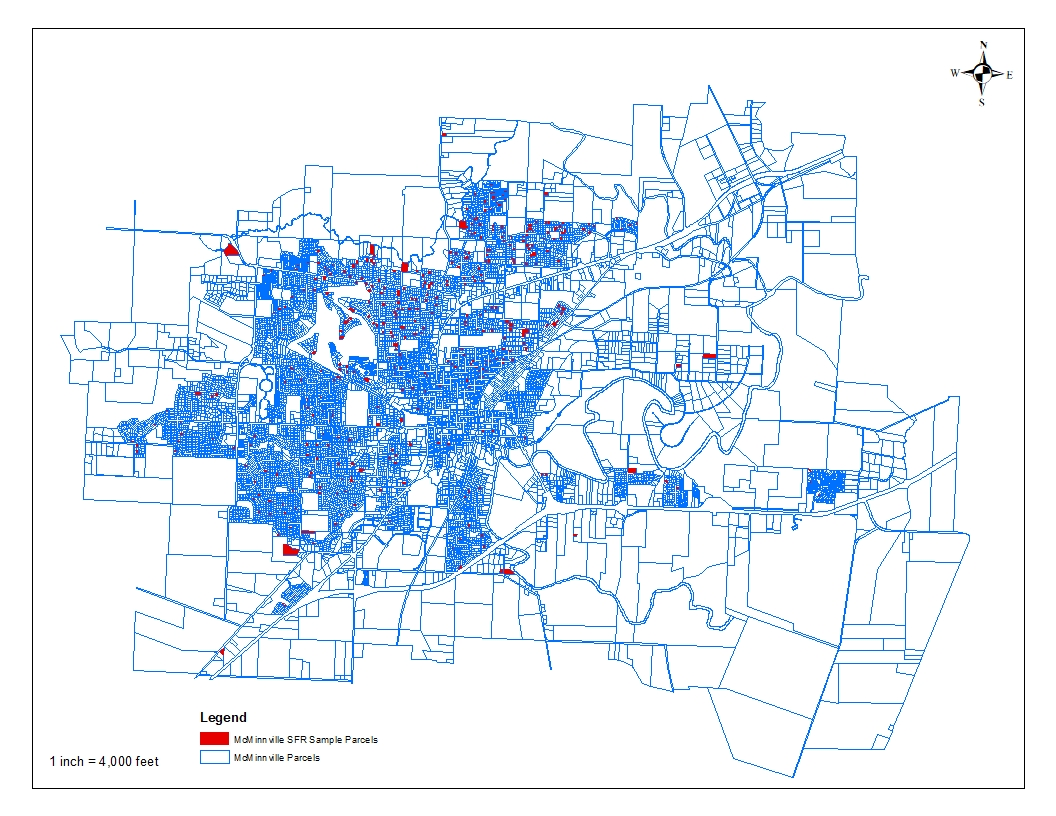 N
W E
S
Legend
McMinnville SFR Sample Parcels
McMinnville Parcels
1 inch = 4,000 feet